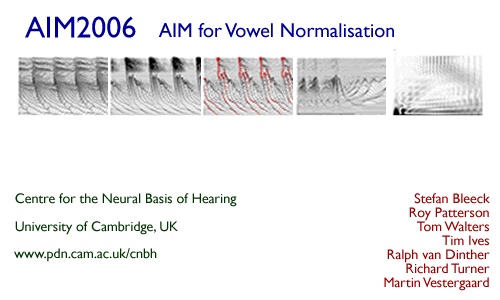 AIM2006 AIM for Vowel Normalisation
Centre for the Neural Basis of Hearing
University of Cambridge, UK
www.pdn.cam.ac.uk/cnbh
Stefan Bleeck
Roy Patterson
Tom Walters
Tim Ives
Ralph van Dinther
Richard Turner
Martin Vestergaard